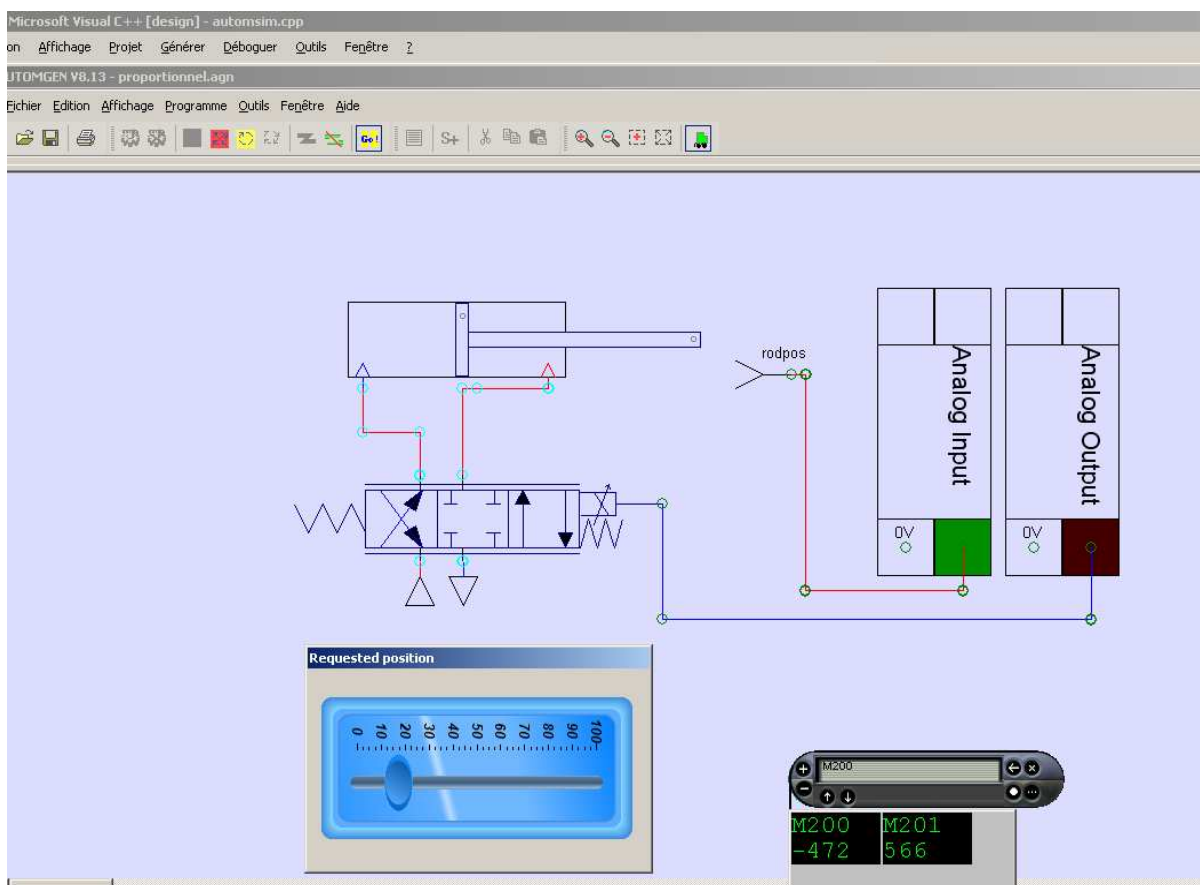 Microsoft Visual C++ [design] - automsim.cpp
on Affichage Projet Générer Déboguer Outils Fenêtre ?
UTOMGEN V8.13 - proportionnel.agn
Fichier Edition Affichage Programme Outils Fenêtre Aide
S+ Go!
rodpos
Analog Input
Analog Output
0V
0V
Requested position
0 10 20 30 40 50 60 70 80 90 100
M200
M200 M201
-472 566